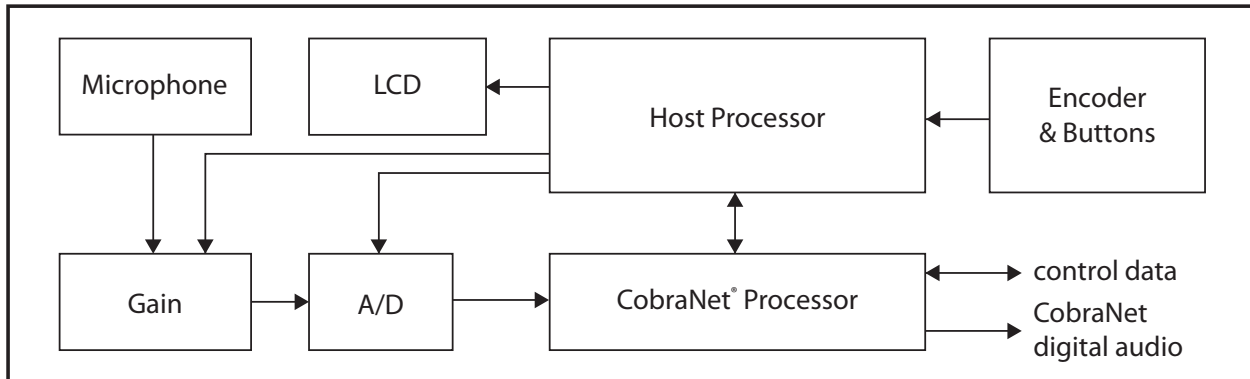 Microphone
LCD
Host Processor
Encoder
& Buttons
Gain
A/D
CobraNet® Processor
control data
CobraNet
digital audio